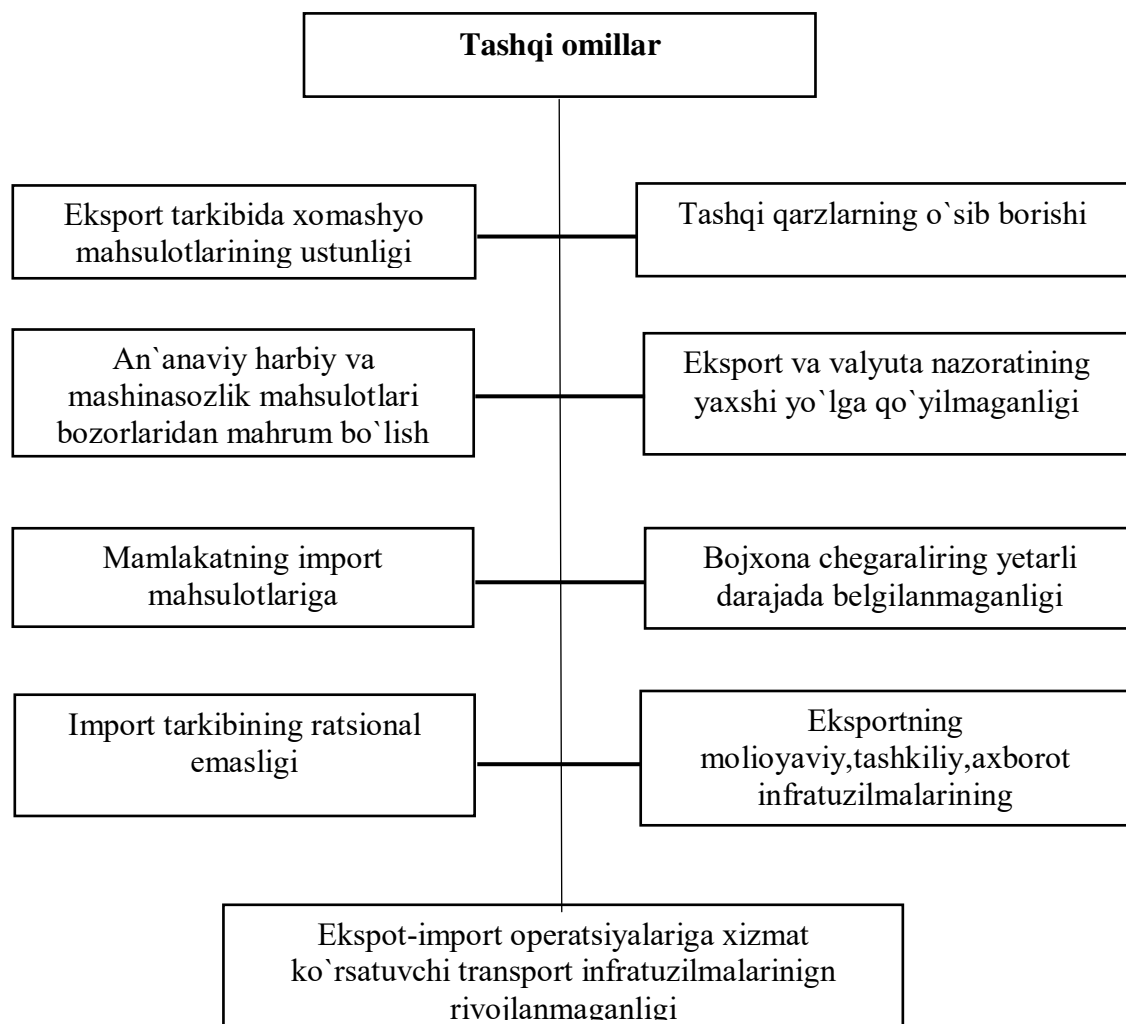 Tashqi omillar
Eksport tarkibida xomashyo
mahsulotlarining ustunligi
Tashqi qarzlarning o`sib borishi
An`anaviy harbiy va
mashinasozlik mahsulotlari
bozorlaridan mahrum bo`lish
Eksport va valyuta nazoratining
yaxshi yo`lga qo`yilmaganligi
Mamlakatning import
mahsulotlariga
Bojxona chegaraliring yetarli
darajada belgilanmaganligi
Import tarkibining ratsional
emasligi
Eksportning
molioyaviy,tashkiliy,axborot
infratuzilmalarining
Ekspot-import operatsiyalariga xizmat
ko`rsatuvchi transport infratuzilmalarinign
rivojlanmaganligi